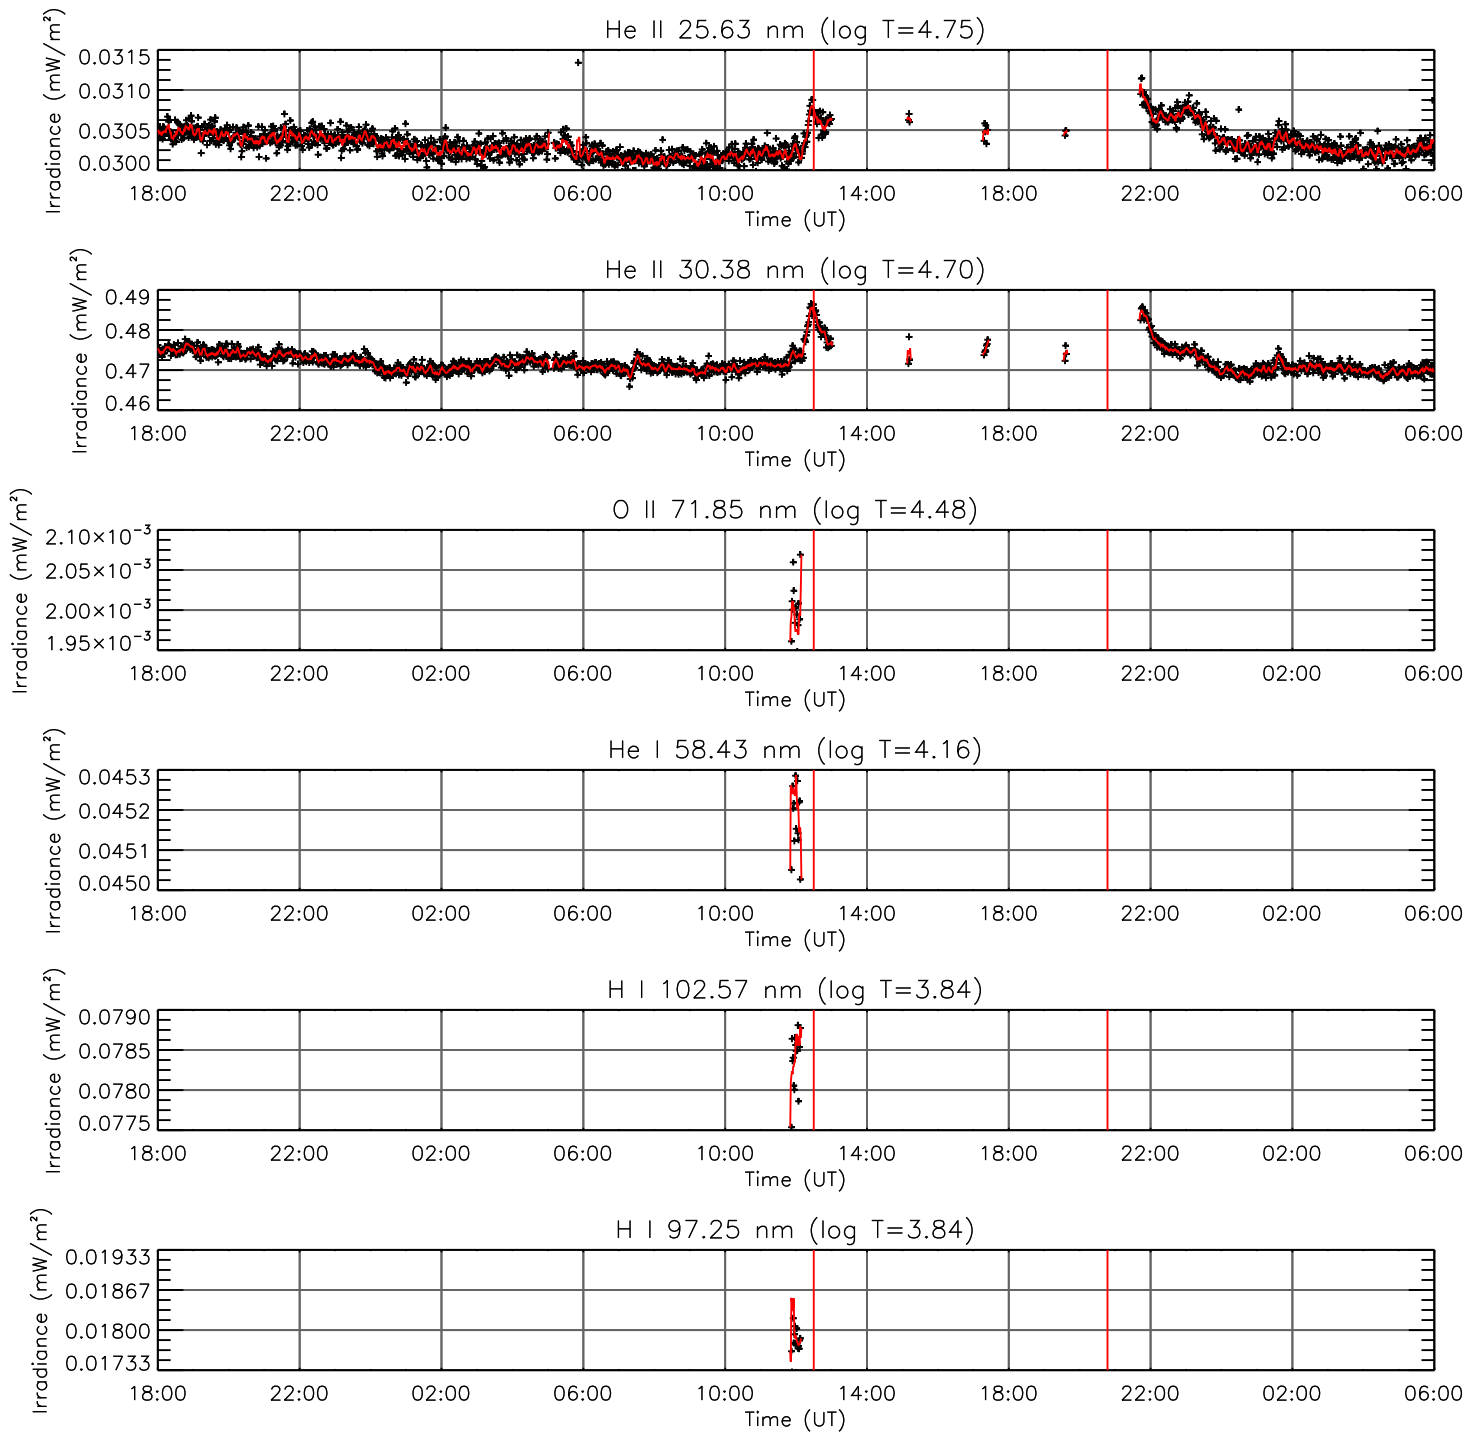 He II 25.63 nm (log T=4.75)
Irradiance (mW/m²)
0.0315
0.0310
0.0305
0.0300
18:00 22:00 02:00 06:00 10:00 14:00 18:00 22:00 02:00 06:00
Time (UT)
He II 30.38 nm (log T=4.70)
Irradiance (mW/m²)
0.49
0.48
0.47
0.46
18:00 22:00 02:00 06:00 10:00 14:00 18:00 22:00 02:00 06:00
Time (UT)
O II 71.85 nm (log T=4.48)
Irradiance (mW/m²)
2.10×10⁻³
2.05×10⁻³
2.00×10⁻³
1.95×10⁻³
18:00 22:00 02:00 06:00 10:00 14:00 18:00 22:00 02:00 06:00
Time (UT)
He I 58.43 nm (log T=4.16)
Irradiance (mW/m²)
0.0453
0.0452
0.0451
0.0450
18:00 22:00 02:00 06:00 10:00 14:00 18:00 22:00 02:00 06:00
Time (UT)
H I 102.57 nm (log T=3.84)
Irradiance (mW/m²)
0.0790
0.0785
0.0780
0.0775
18:00 22:00 02:00 06:00 10:00 14:00 18:00 22:00 02:00 06:00
Time (UT)
H I 97.25 nm (log T=3.84)
Irradiance (mW/m²)
0.01933
0.01867
0.01800
0.01733
18:00 22:00 02:00 06:00 10:00 14:00 18:00 22:00 02:00 06:00
Time (UT)